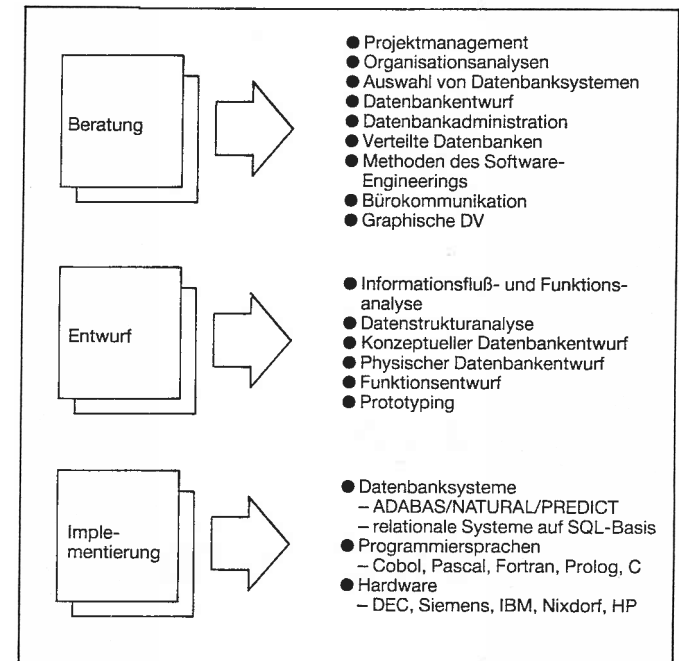 Beratung
● Projektmanagement
● Organisationsanalysen
● Auswahl von Datenbanksystemen
● Datenbankentwurf
● Datenbankadministration
● Verteilte Datenbanken
● Methoden des Software-
Engineerings
● Bürokommunikation
● Graphische DV
Entwurf
● Informationsfluß- und Funktions-
analyse
● Datenstrukturanalyse
● Konzeptueller Datenbankentwurf
● Physischer Datenbankentwurf
● Funktionsentwurf
● Prototyping
Imple-
mentierung
● Datenbanksysteme
– ADABAS/NATURAL/PREDICT
– relationale Systeme auf SQL-Basis
● Programmiersprachen
– Cobol, Pascal, Fortran, Prolog, C
● Hardware
– DEC, Siemens, IBM, Nixdorf, HP